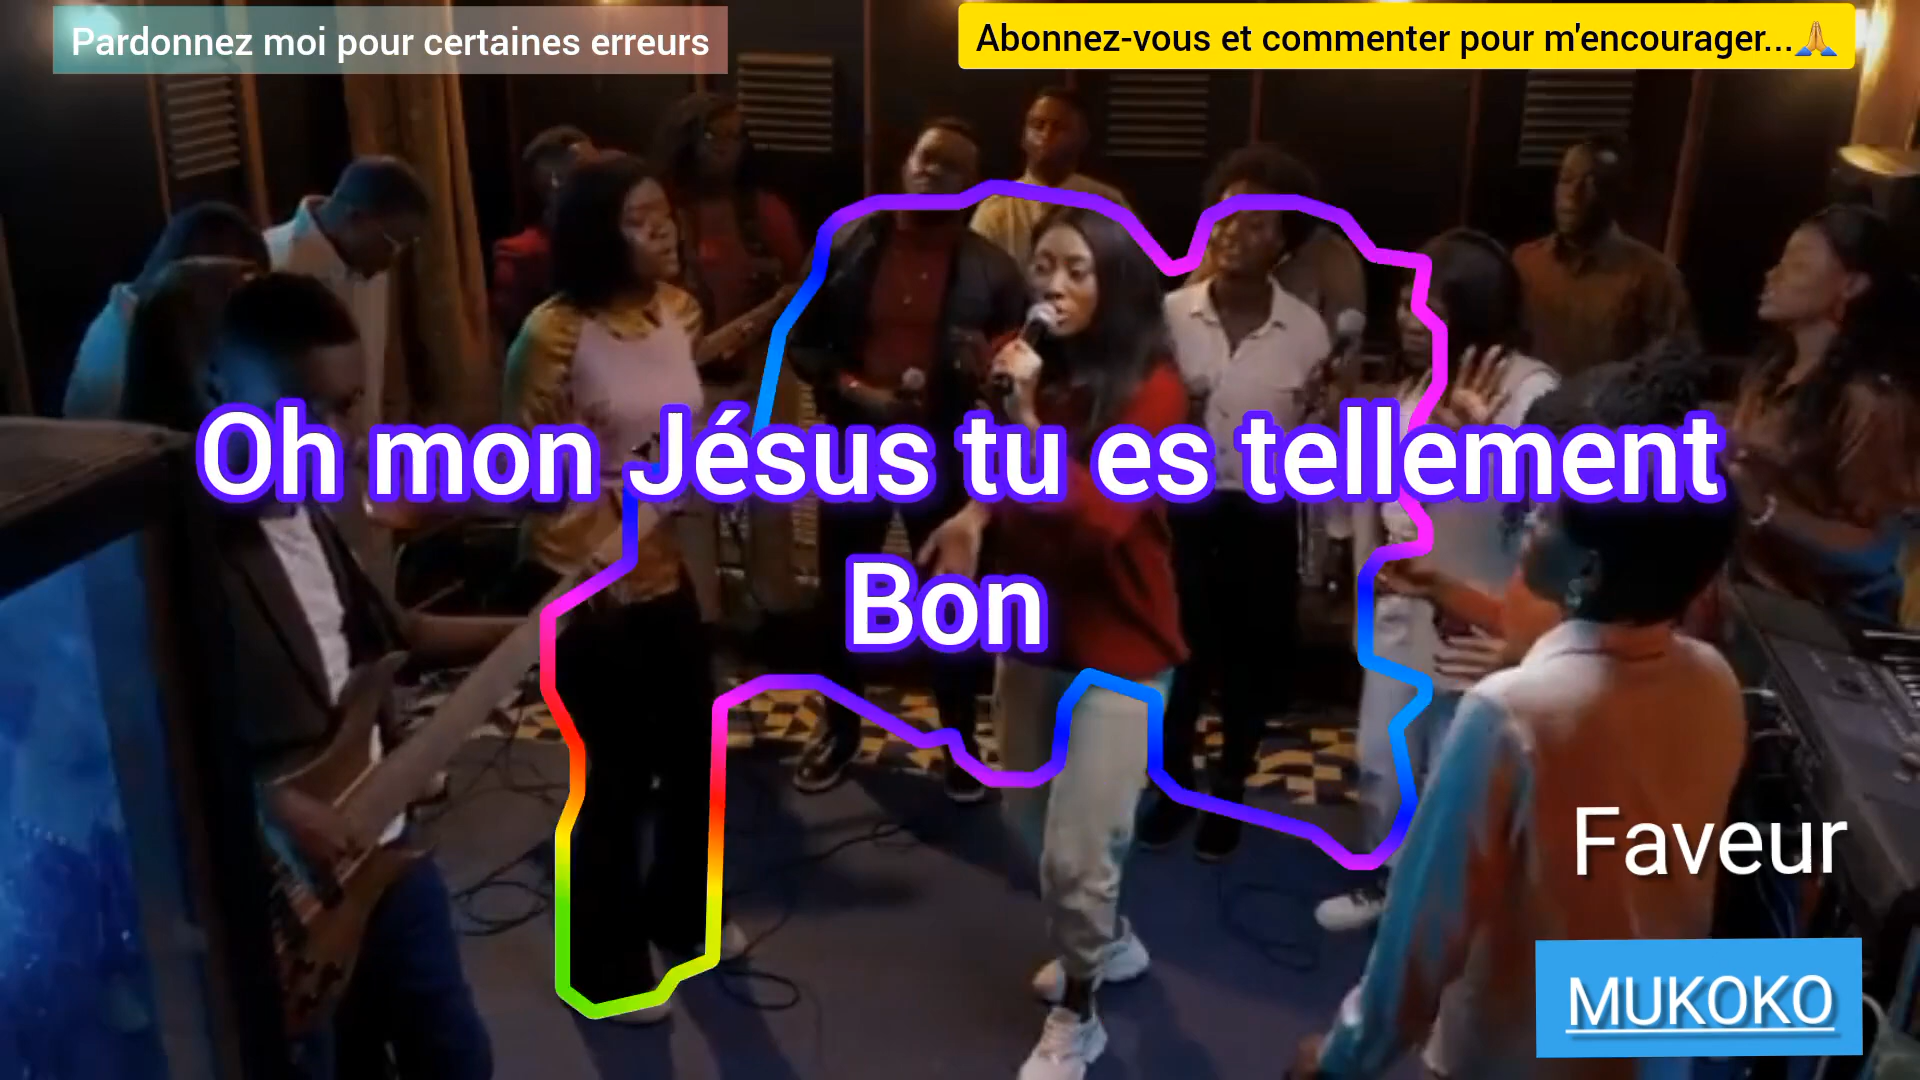 Pardonnez moi pour certaines erreurs
Abonnez-vous et commenter pour m'encourager...🙏
Oh mon Jésus tu es tellement
Bon
Faveur
MUKOKO